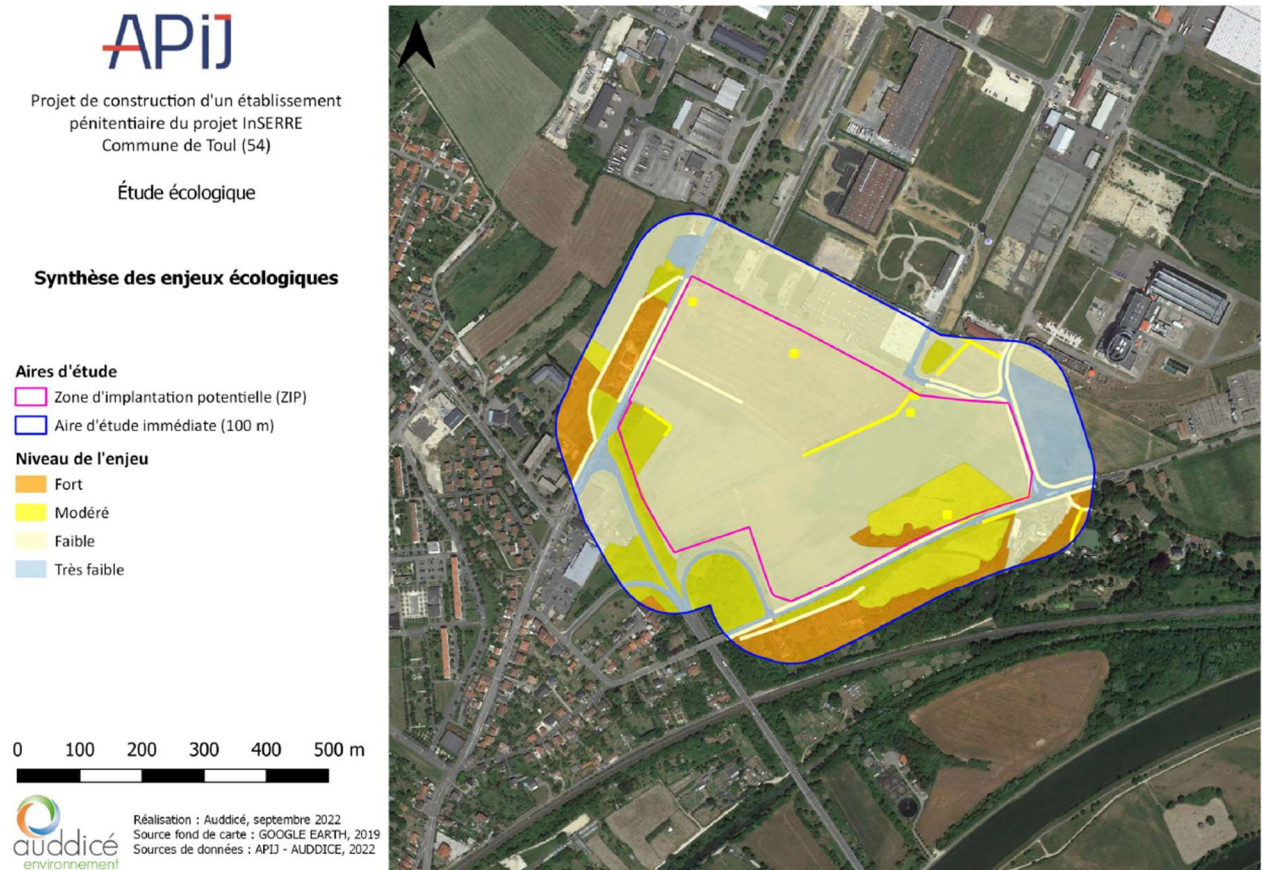 APIJ
Projet de construction d'un établissement
pénitentiaire du projet InSERRE
Commune de Toul (54)
Étude écologique
Synthèse des enjeux écologiques
Aires d'étude
Zone d'implantation potentielle (ZIP)
Aire d'étude immédiate (100 m)
Niveau de l'enjeu
Fort
Modéré
Faible
Très faible
0 100 200 300 400 500 m
auddicé
environnement
Réalisation : Auddicé, septembre 2022
Source fond de carte : GOOGLE EARTH, 2019
Sources de données : APIJ - AUDDICE, 2022